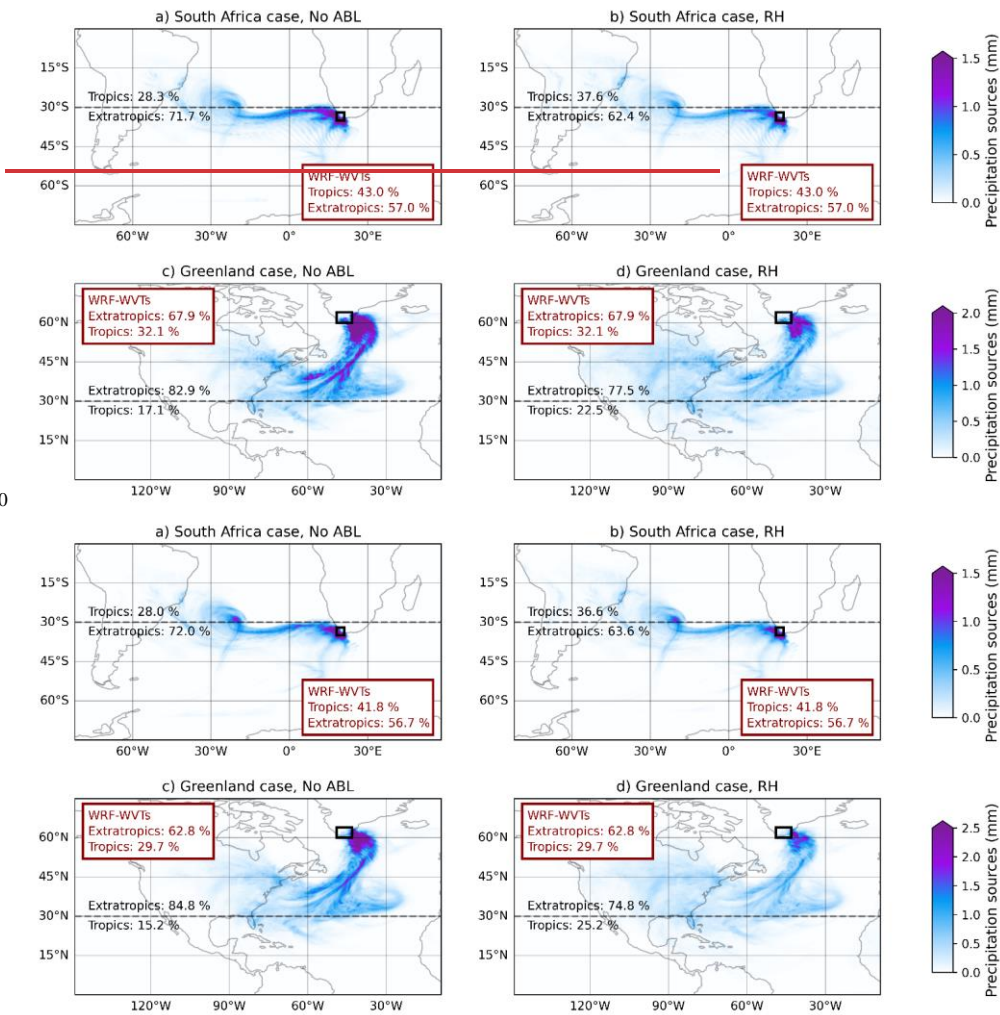 a) South Africa case, No ABL
15°S
30°S
45°S
60°S
Tropics: 28.3 %
Extratropics: 71.7 %
WRF-WVTs
Tropics: 43.0 %
Extratropics: 57.0 %
60°W 30°W 0° 30°E
b) South Africa case, RH
15°S
30°S
45°S
60°S
Tropics: 37.6 %
Extratropics: 62.4 %
WRF-WVTs
Tropics: 43.0 %
Extratropics: 57.0 %
60°W 30°W 0° 30°E
1.5
1.0
0.5
0.0
Precipitation sources (mm)
c) Greenland case, No ABL
WRF-WVTs
Extratropics: 67.9 %
Tropics: 32.1 %
60°N
45°N
30°N
15°N
Extratropics: 82.9 %
Tropics: 17.1 %
120°W 90°W 60°W 30°W
d) Greenland case, RH
WRF-WVTs
Extratropics: 67.9 %
Tropics: 32.1 %
60°N
45°N
30°N
15°N
Extratropics: 77.5 %
Tropics: 22.5 %
120°W 90°W 60°W 30°W
2.0
1.5
1.0
0.5
0.0
Precipitation sources (mm)
0
a) South Africa case, No ABL
15°S
30°S
45°S
60°S
Tropics: 28.0 %
Extratropics: 72.0 %
WRF-WVTs
Tropics: 41.8 %
Extratropics: 56.7 %
60°W 30°W 0° 30°E
b) South Africa case, RH
15°S
30°S
45°S
60°S
Tropics: 36.6 %
Extratropics: 63.6 %
WRF-WVTs
Tropics: 41.8 %
Extratropics: 56.7 %
60°W 30°W 0° 30°E
1.5
1.0
0.5
0.0
Precipitation sources (mm)
c) Greenland case, No ABL
WRF-WVTs
Extratropics: 62.8 %
Tropics: 29.7 %
60°N
45°N
30°N
15°N
Extratropics: 84.8 %
Tropics: 15.2 %
120°W 90°W 60°W 30°W
d) Greenland case, RH
WRF-WVTs
Extratropics: 62.8 %
Tropics: 29.7 %
60°N
45°N
30°N
15°N
Extratropics: 74.8 %
Tropics: 25.2 %
120°W 90°W 60°W 30°W
2.5
2.0
1.5
1.0
0.5
0.0
Precipitation sources (mm)